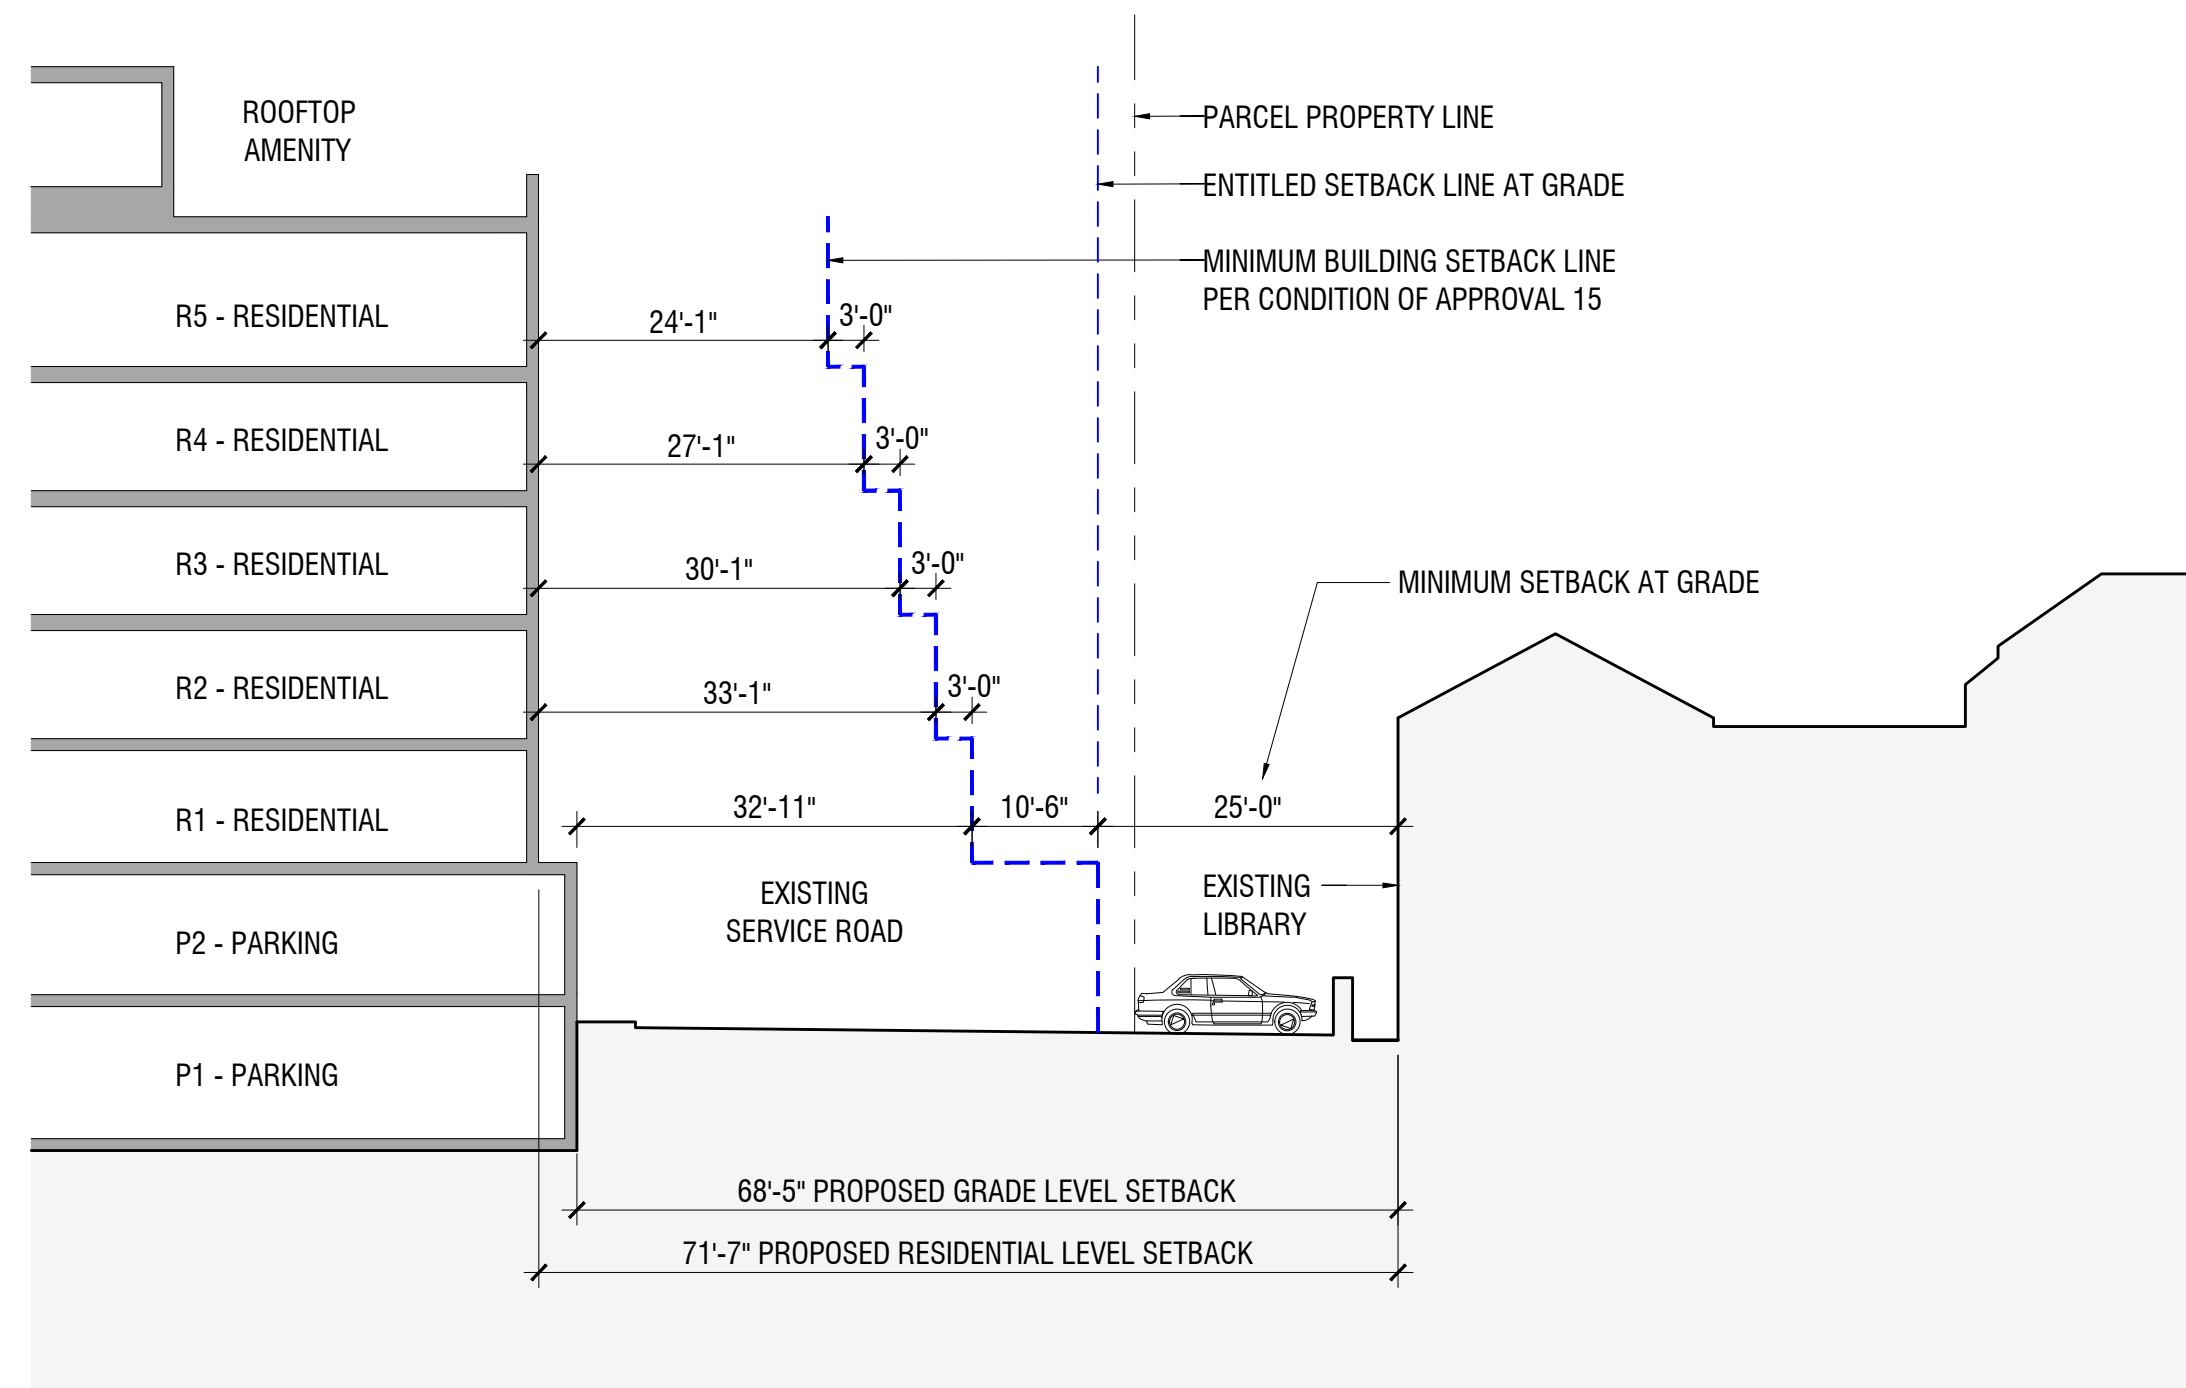 ROOFTOP
AMENITY
PARCEL PROPERTY LINE
ENTITLED SETBACK LINE AT GRADE
MINIMUM BUILDING SETBACK LINE
PER CONDITION OF APPROVAL 15
R5 - RESIDENTIAL
24'-1"
3'-0"
R4 - RESIDENTIAL
27'-1"
3'-0"
R3 - RESIDENTIAL
30'-1"
3'-0"
MINIMUM SETBACK AT GRADE
R2 - RESIDENTIAL
33'-1"
3'-0"
R1 - RESIDENTIAL
32'-11"
10'-6"
25'-0"
EXISTING
SERVICE ROAD
EXISTING
LIBRARY
P2 - PARKING
P1 - PARKING
68'-5" PROPOSED GRADE LEVEL SETBACK
71'-7" PROPOSED RESIDENTIAL LEVEL SETBACK